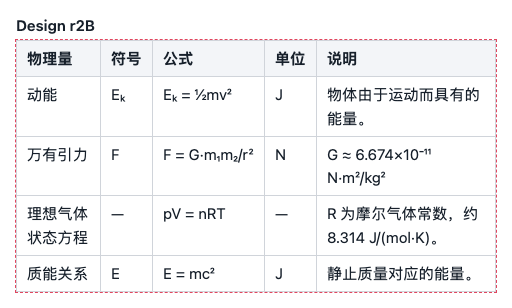 Design r2B
物理量 符号 公式 单位 说明
动能 Eₖ Eₖ = ½mv² J 物体由于运动而具有的
能量。
万有引力 F F = G·m₁m₂/r² N G ≈ 6.674×10⁻¹¹
N·m²/kg²
理想气体 — pV = nRT — R 为摩尔气体常数，约
状态方程 8.314 J/(mol·K)。
质能关系 E E = mc² J 静止质量对应的能量。